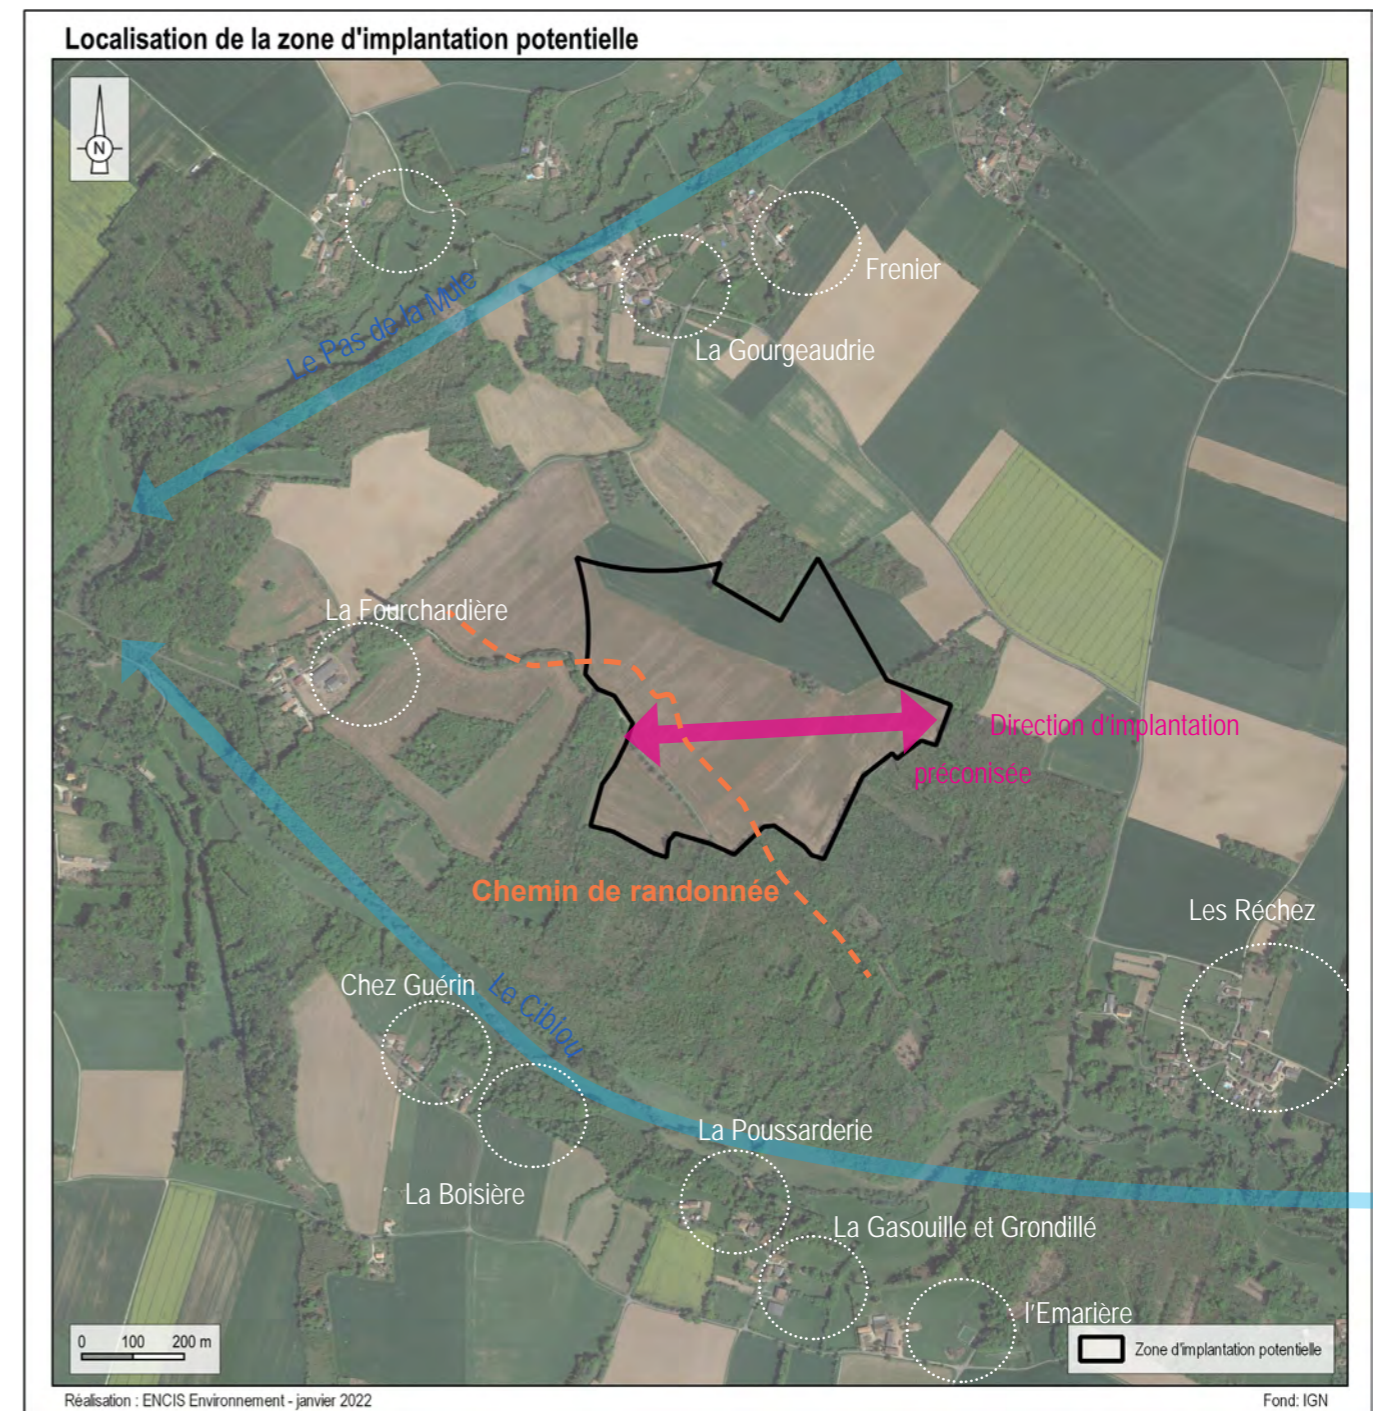 Localisation de la zone d'implantation potentielle
N
Frenier
Le Pas de la Mule
La Gourgeaudrie
La Fourchardière
Direction d'implantation
préconisée
Chemin de randonnée
Les Réchez
Chez Guérin
Le Cibiou
La Poussarderie
La Boisière
La Gasouille et Grondillé
l'Emarière
0 100 200 m
Zone d'implantation potentielle
Réalisation : ENCIS Environnement - janvier 2022
Fond: IGN